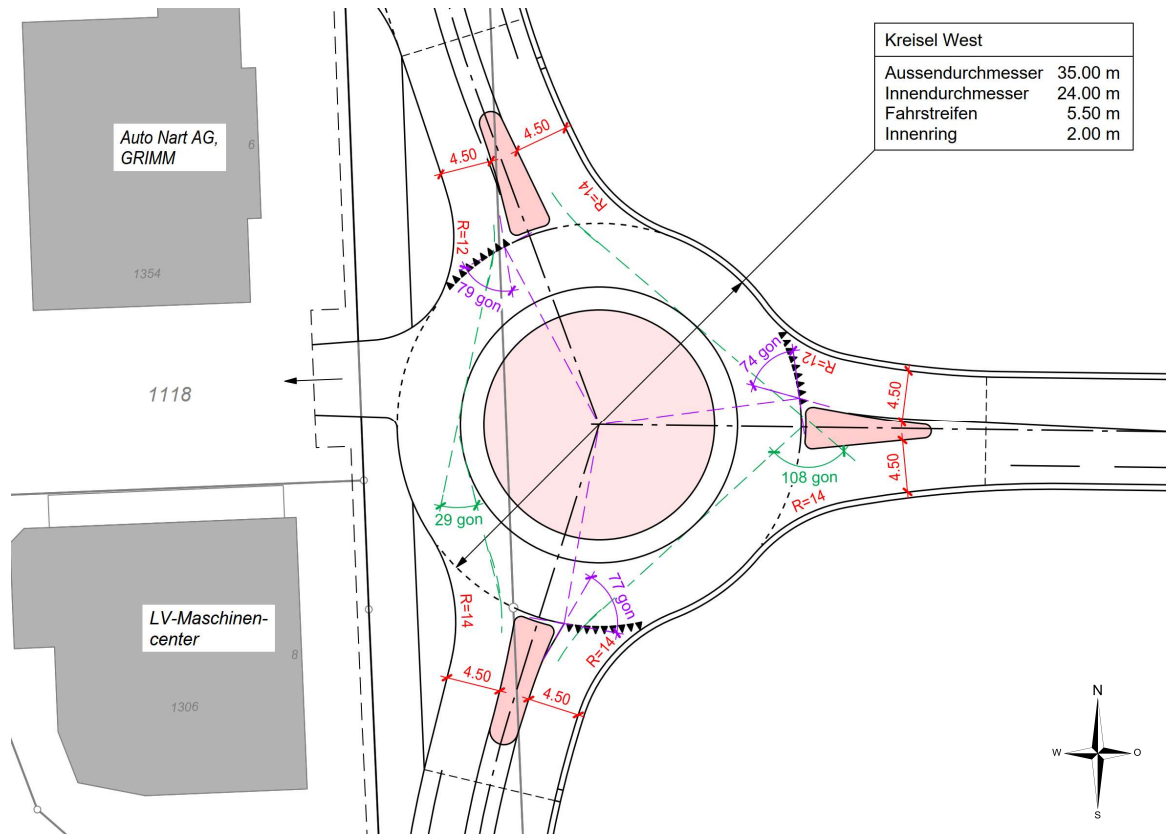 Kreisel West
Aussendurchmesser 35.00 m
Innendurchmesser 24.00 m
Fahrstreifen 5.50 m
Innenring 2.00 m
Auto Nart AG,
GRIMM
6
1354
4.50
4.50
R=14
R=12
79 gon
1118
74 gon
R=12
4.50
4.50
108 gon
R=14
29 gon
77 gon
R=14
R=14
LV-Maschinen-
center
8
1306
4.50
4.50
N
W
O
S